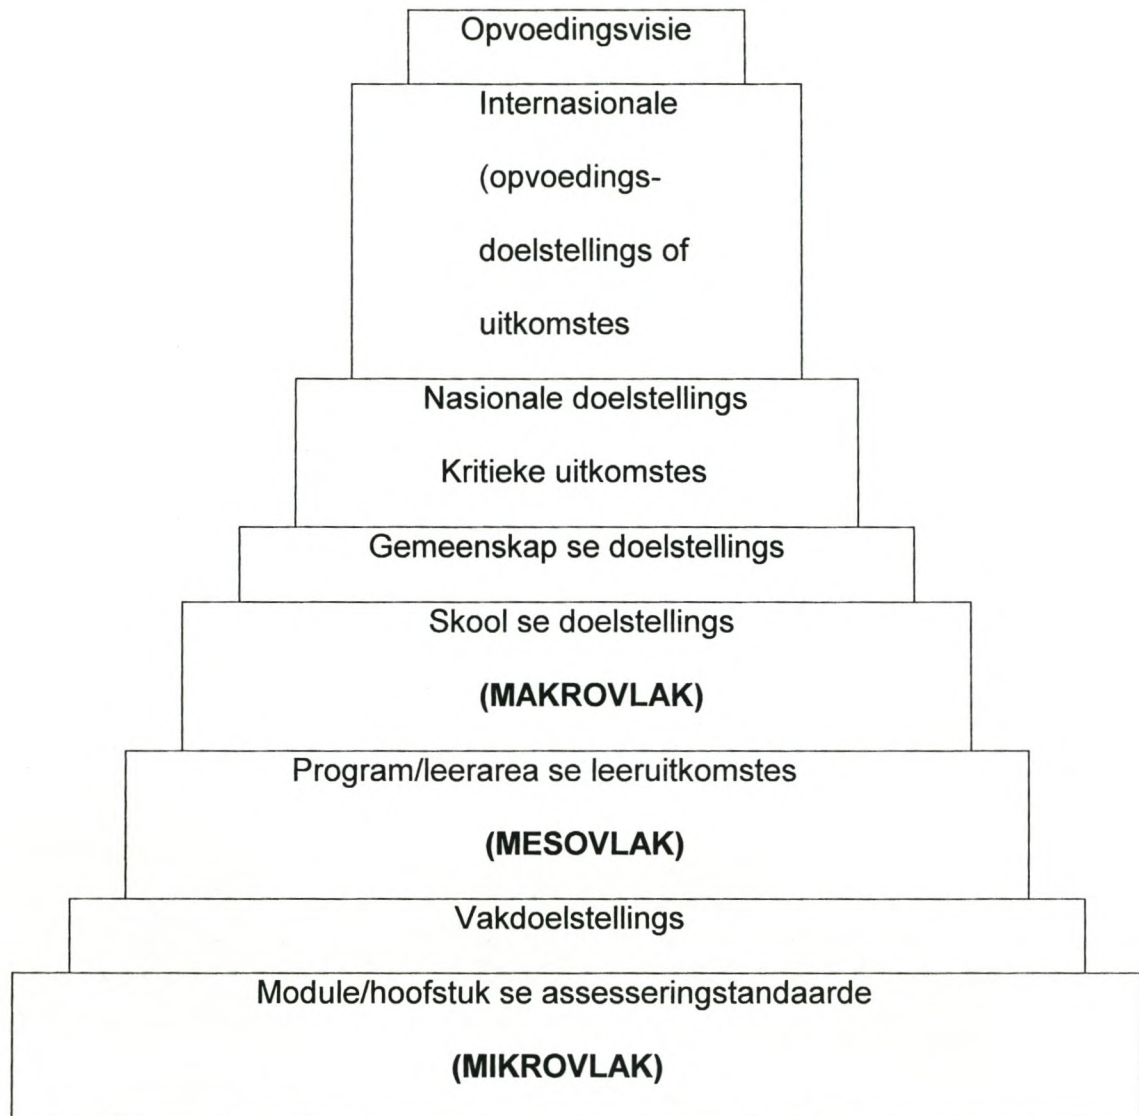 Opvoedingsvisie
Internasionale
(opvoedings-
doelstellings of
uitkomstes
Nasionale doelstellings
Kritieke uitkomstes
Gemeenskap se doelstellings
Skool se doelstellings
(MAKROVLAK)
Program/leerarea se leeruitkomstes
(MESOVLAK)
Vakdoelstellings
Module/hoofstuk se assesseringstandaarde
(MIKROVLAK)